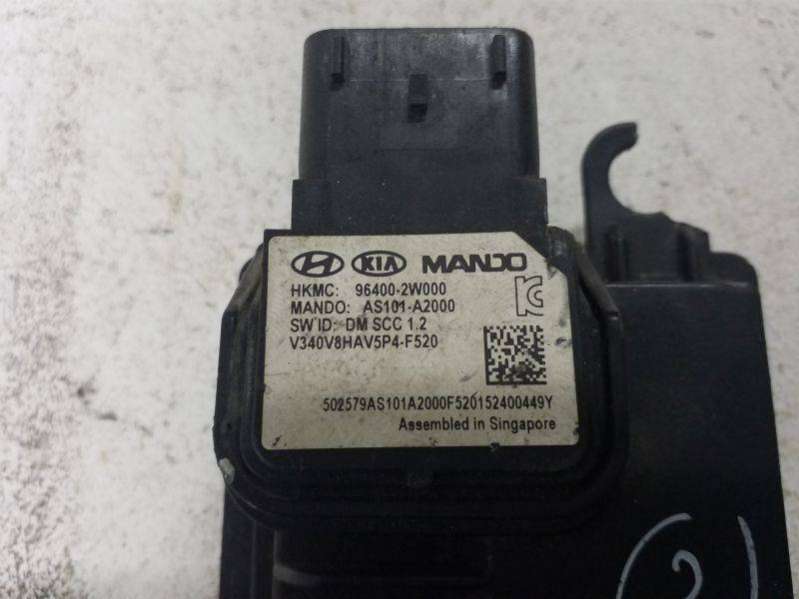 KIA MANDO
HKMC: 96400-2W000
MANDO: AS101-A2000
SW ID: DM SCC 1.2
V340V8HAV5P4-F520
502579AS101A2000F520152400449Y
Assembled in Singapore